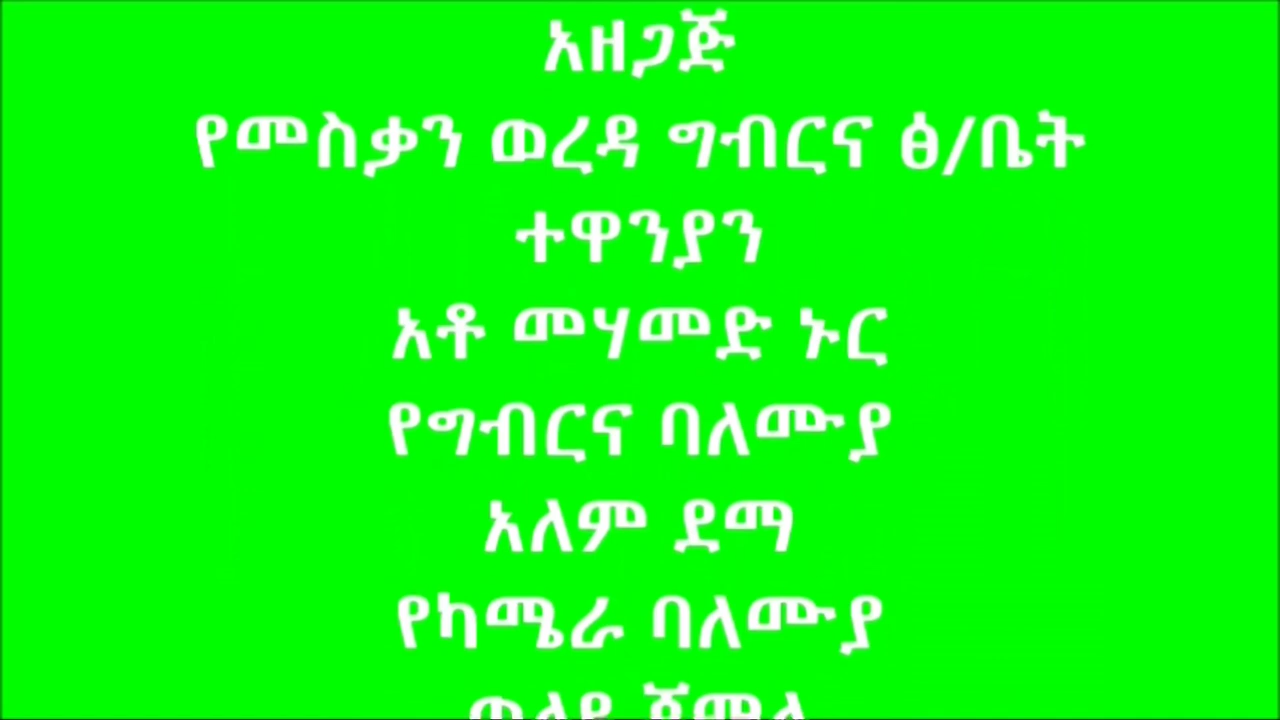 አዘጋጅ
የመስቃን ወረዳ ግብርና ፅ/ቤት
ተዋንያን
አቶ መሃመድ ኑር
የግብርና ባለሙያ
አለም ደማ
የካሜራ ባለሙያ